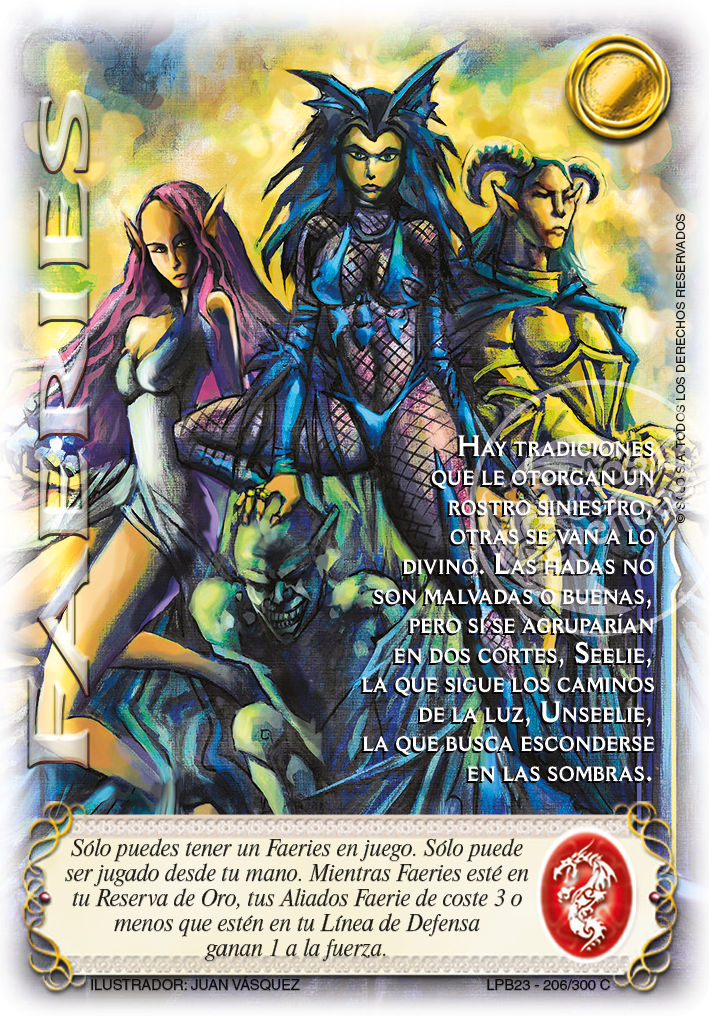 FAERIES
HAY TRADICIONES
QUE LE OTORGAN UN
ROSTRO SINIESTRO,
OTRAS SE VAN A LO
DIVINO. LAS HADAS NO
SON MALVADAS O BUENAS,
PERO SI SE AGRUPARÍAN
EN DOS CORTES, SEELIE,
LA QUE SIGUE LOS CAMINOS
DE LA LUZ, UNSEELIE,
LA QUE BUSCA ESCONDERSE
EN LAS SOMBRAS.
TODOS LOS DERECHOS RESERVADOS
Sólo puedes tener un Faeries en juego. Sólo puede
ser jugado desde tu mano. Mientras Faeries esté en
tu Reserva de Oro, tus Aliados Faerie de coste 3 o
menos que estén en tu Línea de Defensa
ganan 1 a la fuerza.
ILUSTRADOR: JUAN VÁSQUEZ
LPB23 - 206/300 C